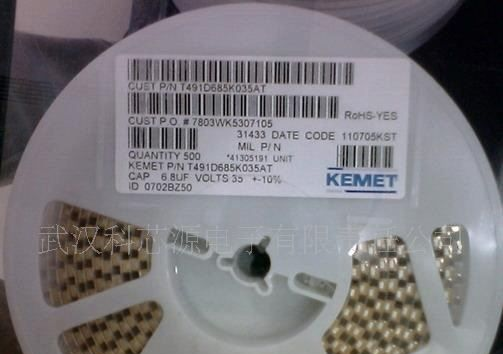 CUST P/N T491D685K035AT
CUST P.O. # 7803WK5307105
RoHS-YES
31433 DATE CODE 110705KST
MIL P/N
QUANTITY 500 *41305191 UNIT
KEMET P/N T491D685K035AT
CAP 6.8UF VOLTS 35 +-10%
ID 0702BZ50
KEMET
武汉科芯源电子有限责任公司